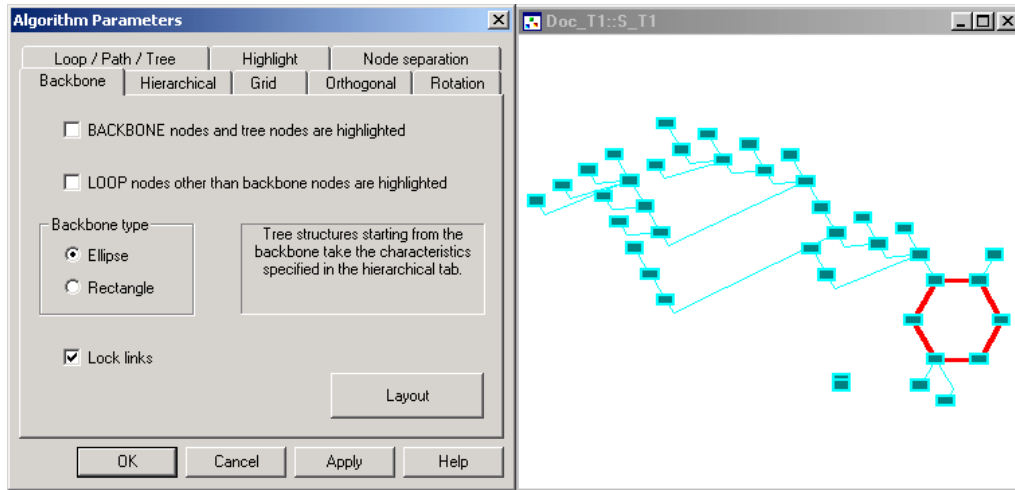 Algorithm Parameters
Doc_T1::S_T1
Loop / Path / Tree
Highlight
Node separation
Backbone
Hierarchical
Grid
Orthogonal
Rotation
BACKBONE nodes and tree nodes are highlighted
LOOP nodes other than backbone nodes are highlighted
Backbone type
Ellipse
Rectangle
Tree structures starting from the
backbone take the characteristics
specified in the hierarchical tab.
Lock links
Layout
OK
Cancel
Apply
Help